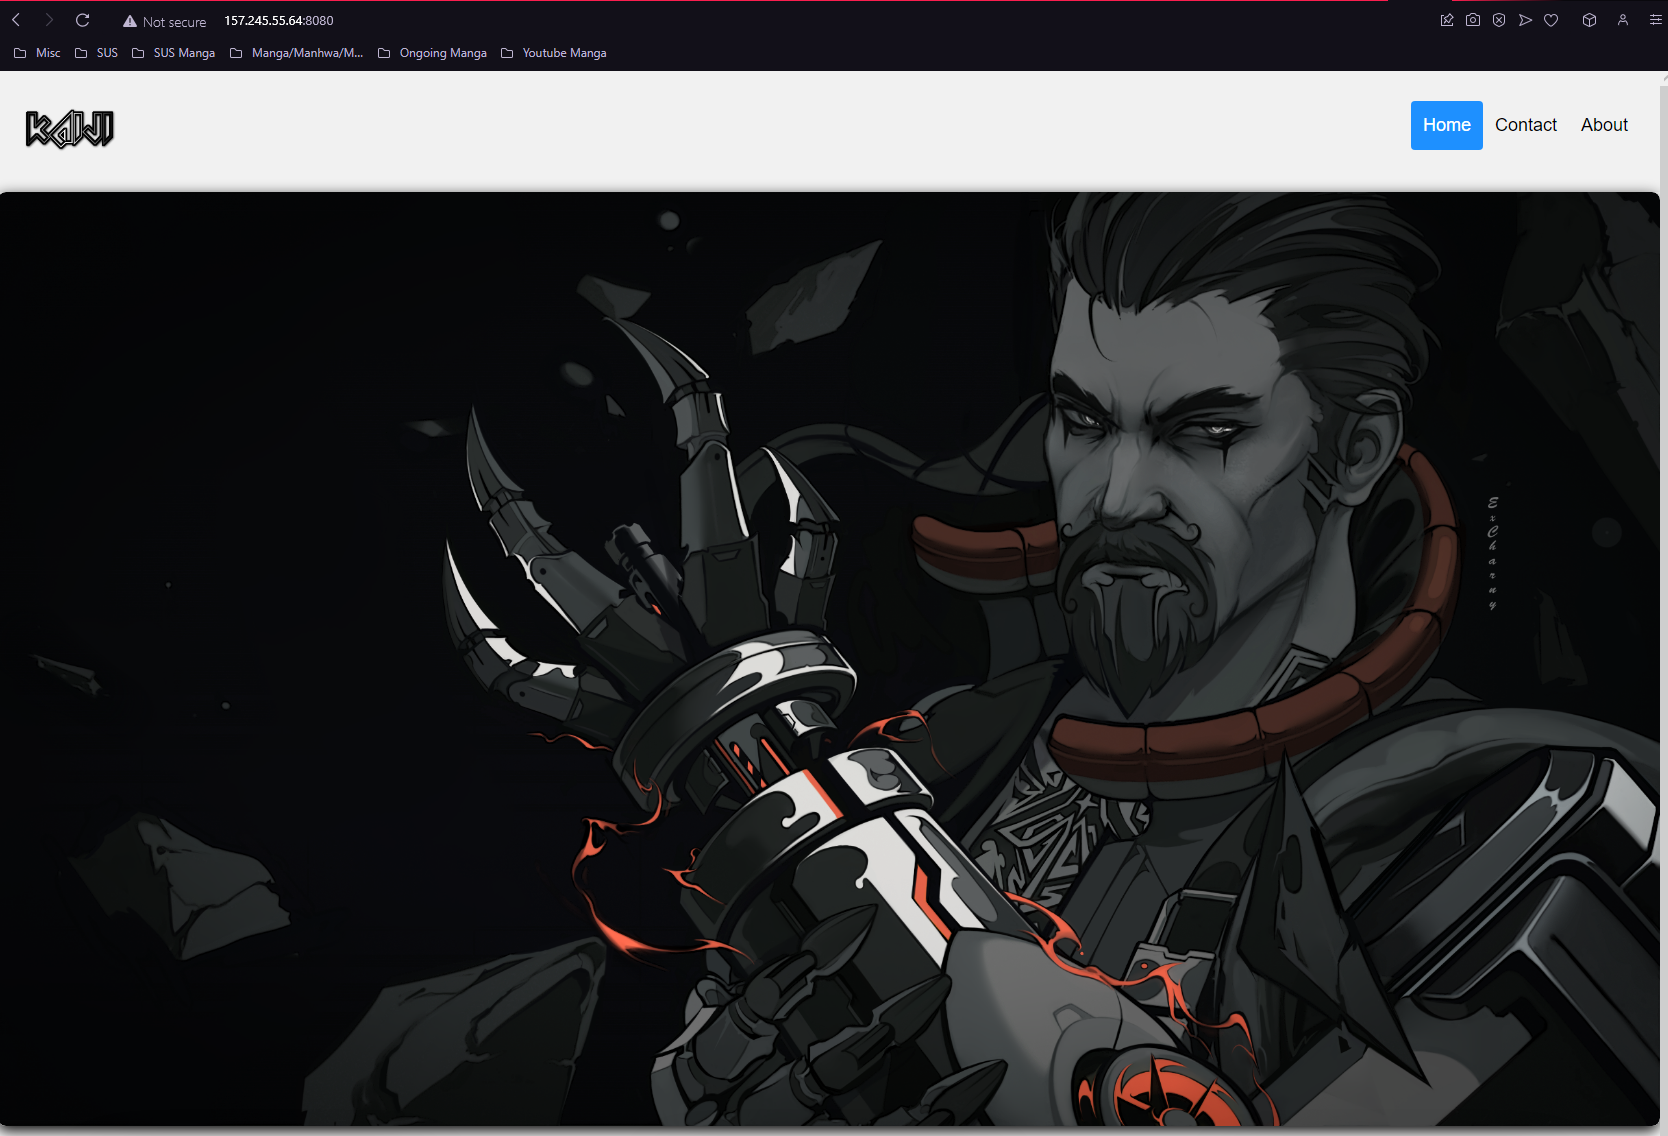 Not secure 157.245.55.64:8080
Misc SUS SUS Manga Manga/Manhwa/M... Ongoing Manga Youtube Manga
KAIJI
Home Contact About
ExCharny